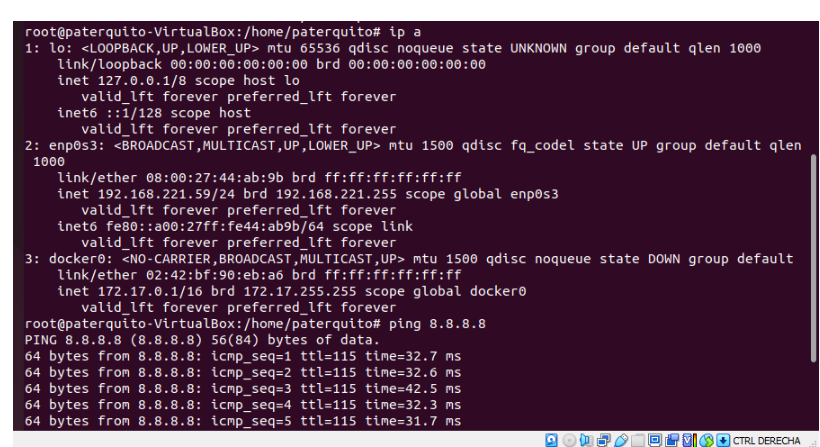 root@paterquito-VirtualBox:/home/paterquito# ip a
1: lo: <LOOPBACK,UP,LOWER_UP> mtu 65536 qdisc noqueue state UNKNOWN group default qlen 1000
    link/loopback 00:00:00:00:00:00 brd 00:00:00:00:00:00
    inet 127.0.0.1/8 scope host lo
       valid_lft forever preferred_lft forever
    inet6 ::1/128 scope host
       valid_lft forever preferred_lft forever
2: enp0s3: <BROADCAST,MULTICAST,UP,LOWER_UP> mtu 1500 qdisc fq_codel state UP group default qlen
 1000
    link/ether 08:00:27:44:ab:9b brd ff:ff:ff:ff:ff:ff
    inet 192.168.221.59/24 brd 192.168.221.255 scope global enp0s3
       valid_lft forever preferred_lft forever
    inet6 fe80::a00:27ff:fe44:ab9b/64 scope link
       valid_lft forever preferred_lft forever
3: docker0: <NO-CARRIER,BROADCAST,MULTICAST,UP> mtu 1500 qdisc noqueue state DOWN group default
    link/ether 02:42:bf:90:eb:a6 brd ff:ff:ff:ff:ff:ff
    inet 172.17.0.1/16 brd 172.17.255.255 scope global docker0
       valid_lft forever preferred_lft forever
root@paterquito-VirtualBox:/home/paterquito# ping 8.8.8.8
PING 8.8.8.8 (8.8.8.8) 56(84) bytes of data.
64 bytes from 8.8.8.8: icmp_seq=1 ttl=115 time=32.7 ms
64 bytes from 8.8.8.8: icmp_seq=2 ttl=115 time=32.6 ms
64 bytes from 8.8.8.8: icmp_seq=3 ttl=115 time=42.5 ms
64 bytes from 8.8.8.8: icmp_seq=4 ttl=115 time=32.3 ms
64 bytes from 8.8.8.8: icmp_seq=5 ttl=115 time=31.7 ms
CTRL DERECHA